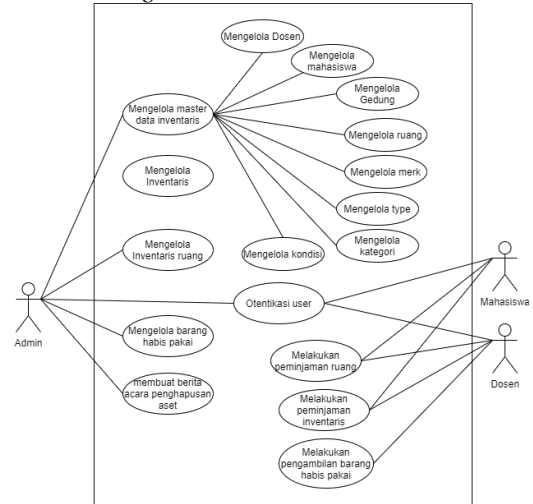 Mengelola Dosen
Mengelola
mahasiswa
Mengelola
Gedung
Mengelola master
data inventaris
Mengelola ruang
Mengelola
Inventaris
Mengelola merk
Mengelola type
Mengelola
Inventaris ruang
Mengelola kondisi
Mengelola
kategori
Otentikasi user
Mahasiswa
Admin
Mengelola barang
habis pakai
Melakukan
peminjaman ruang
Dosen
membuat berita
acara penghapusan
aset
Melakukan
peminjaman
inventaris
Melakukan
pengambilan barang
habis pakai